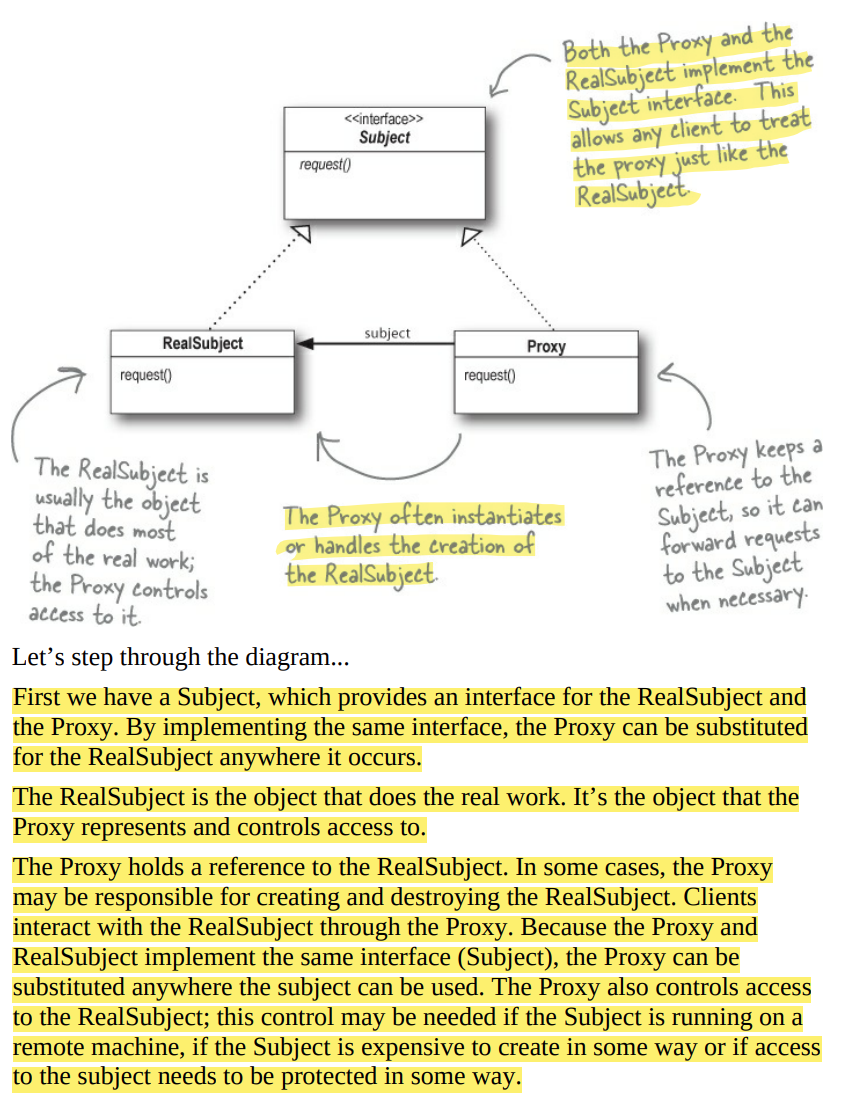 Both the Proxy and the
RealSubject implement the
Subject interface. This
allows any client to treat
the proxy just like the
RealSubject.
<<interface>>
Subject
request()
RealSubject
request()
subject
Proxy
request()
The RealSubject is
usually the object
that does most
of the real work;
the Proxy controls
access to it.
The Proxy often instantiates
or handles the creation of
the RealSubject.
The Proxy keeps a
reference to the
Subject, so it can
forward requests
to the Subject
when necessary.
Let’s step through the diagram...
First we have a Subject, which provides an interface for the RealSubject and
the Proxy. By implementing the same interface, the Proxy can be substituted
for the RealSubject anywhere it occurs.
The RealSubject is the object that does the real work. It’s the object that the
Proxy represents and controls access to.
The Proxy holds a reference to the RealSubject. In some cases, the Proxy
may be responsible for creating and destroying the RealSubject. Clients
interact with the RealSubject through the Proxy. Because the Proxy and
RealSubject implement the same interface (Subject), the Proxy can be
substituted anywhere the subject can be used. The Proxy also controls access
to the RealSubject; this control may be needed if the Subject is running on a
remote machine, if the Subject is expensive to create in some way or if access
to the subject needs to be protected in some way.